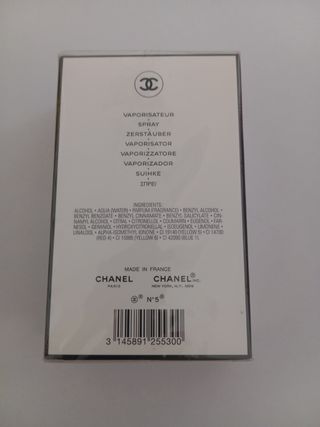 VAPORISATEUR
SPRAY
ZERSTÄUBER
VAPORISATOR
VAPORIZZATORE
VAPORIZADOR
SUIHKE
ΣΠΡΕΪ
INGREDIENTS:
ALCOHOL • AQUA (WATER) • PARFUM (FRAGRANCE) • BENZYL ALCOHOL •
BENZYL BENZOATE • BENZYL CINNAMATE • BENZYL SALICYLATE • CIN-
NAMYL ALCOHOL • CITRAL • CITRONELLOL • COUMARIN • EUGENOL • FAR-
NESOL • GERANIOL • HYDROXYCITRONELLAL • ISOEUGENOL • LIMONENE •
LINALOOL • ALPHA-ISOMETHYL IONONE • CI 14700
(RED 4) • CI 15985 (YELLOW 6) • CI 19140 (YELLOW 5) • CI 42090 (BLUE 1).
MADE IN FRANCE
CHANEL CHANEL® INC.
PARIS NEW YORK, N.Y. 10019
N°5®
3 145891 255300